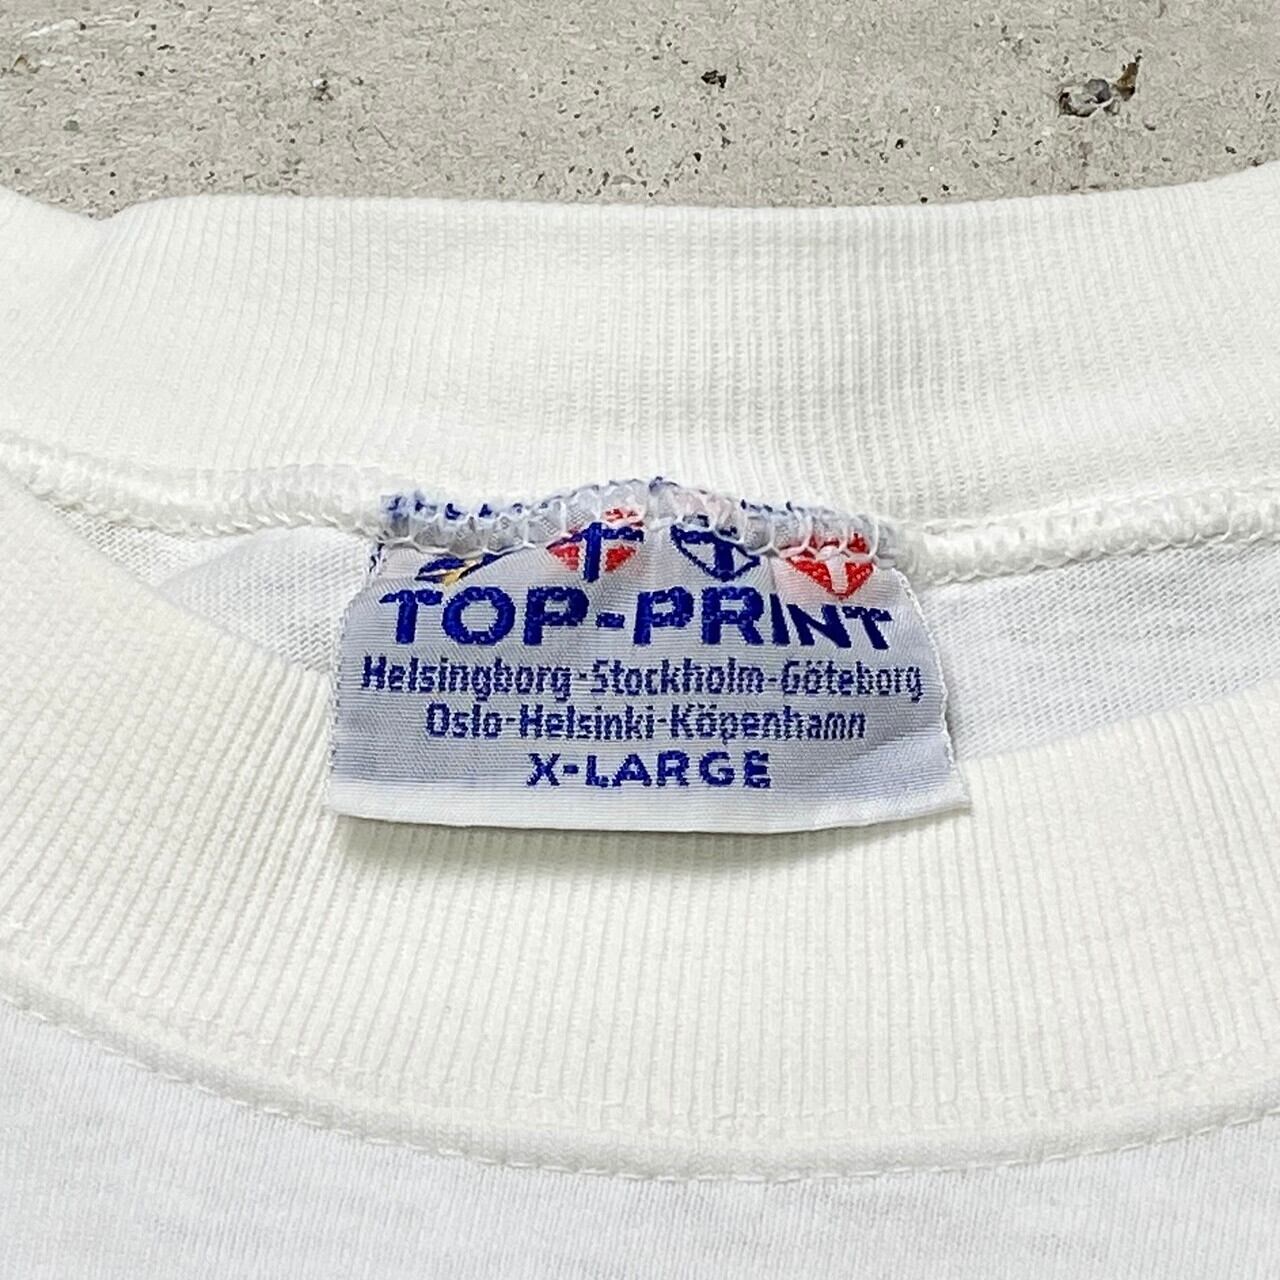 TOP-PRINT
Helsingborg-Stockholm-Göteborg
Oslo-Helsinki-Köpenhamn
X-LARGE